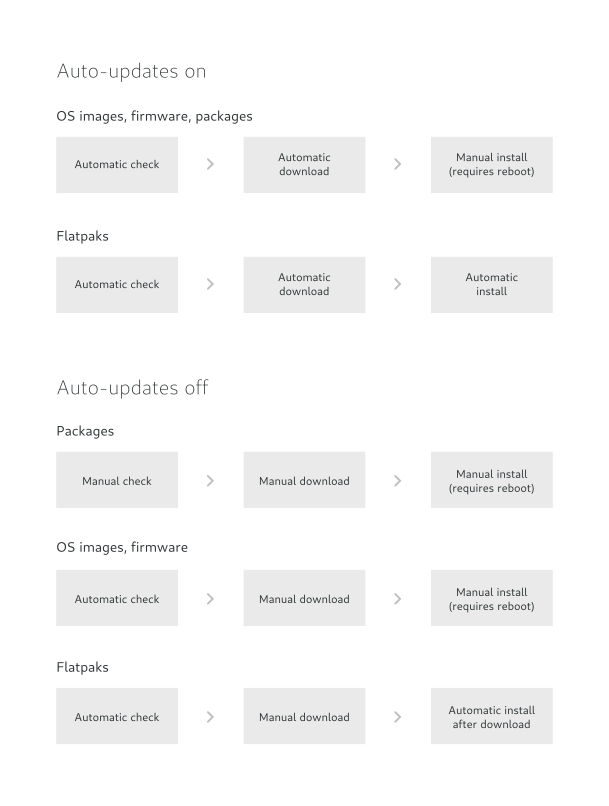 Auto-updates on
OS images, firmware, packages
Automatic check
Automatic
download
Manual install
(requires reboot)
Flatpaks
Automatic check
Automatic
download
Automatic
install
Auto-updates off
Packages
Manual check
Manual download
Manual install
(requires reboot)
OS images, firmware
Automatic check
Manual download
Manual install
(requires reboot)
Flatpaks
Automatic check
Manual download
Automatic install
after download